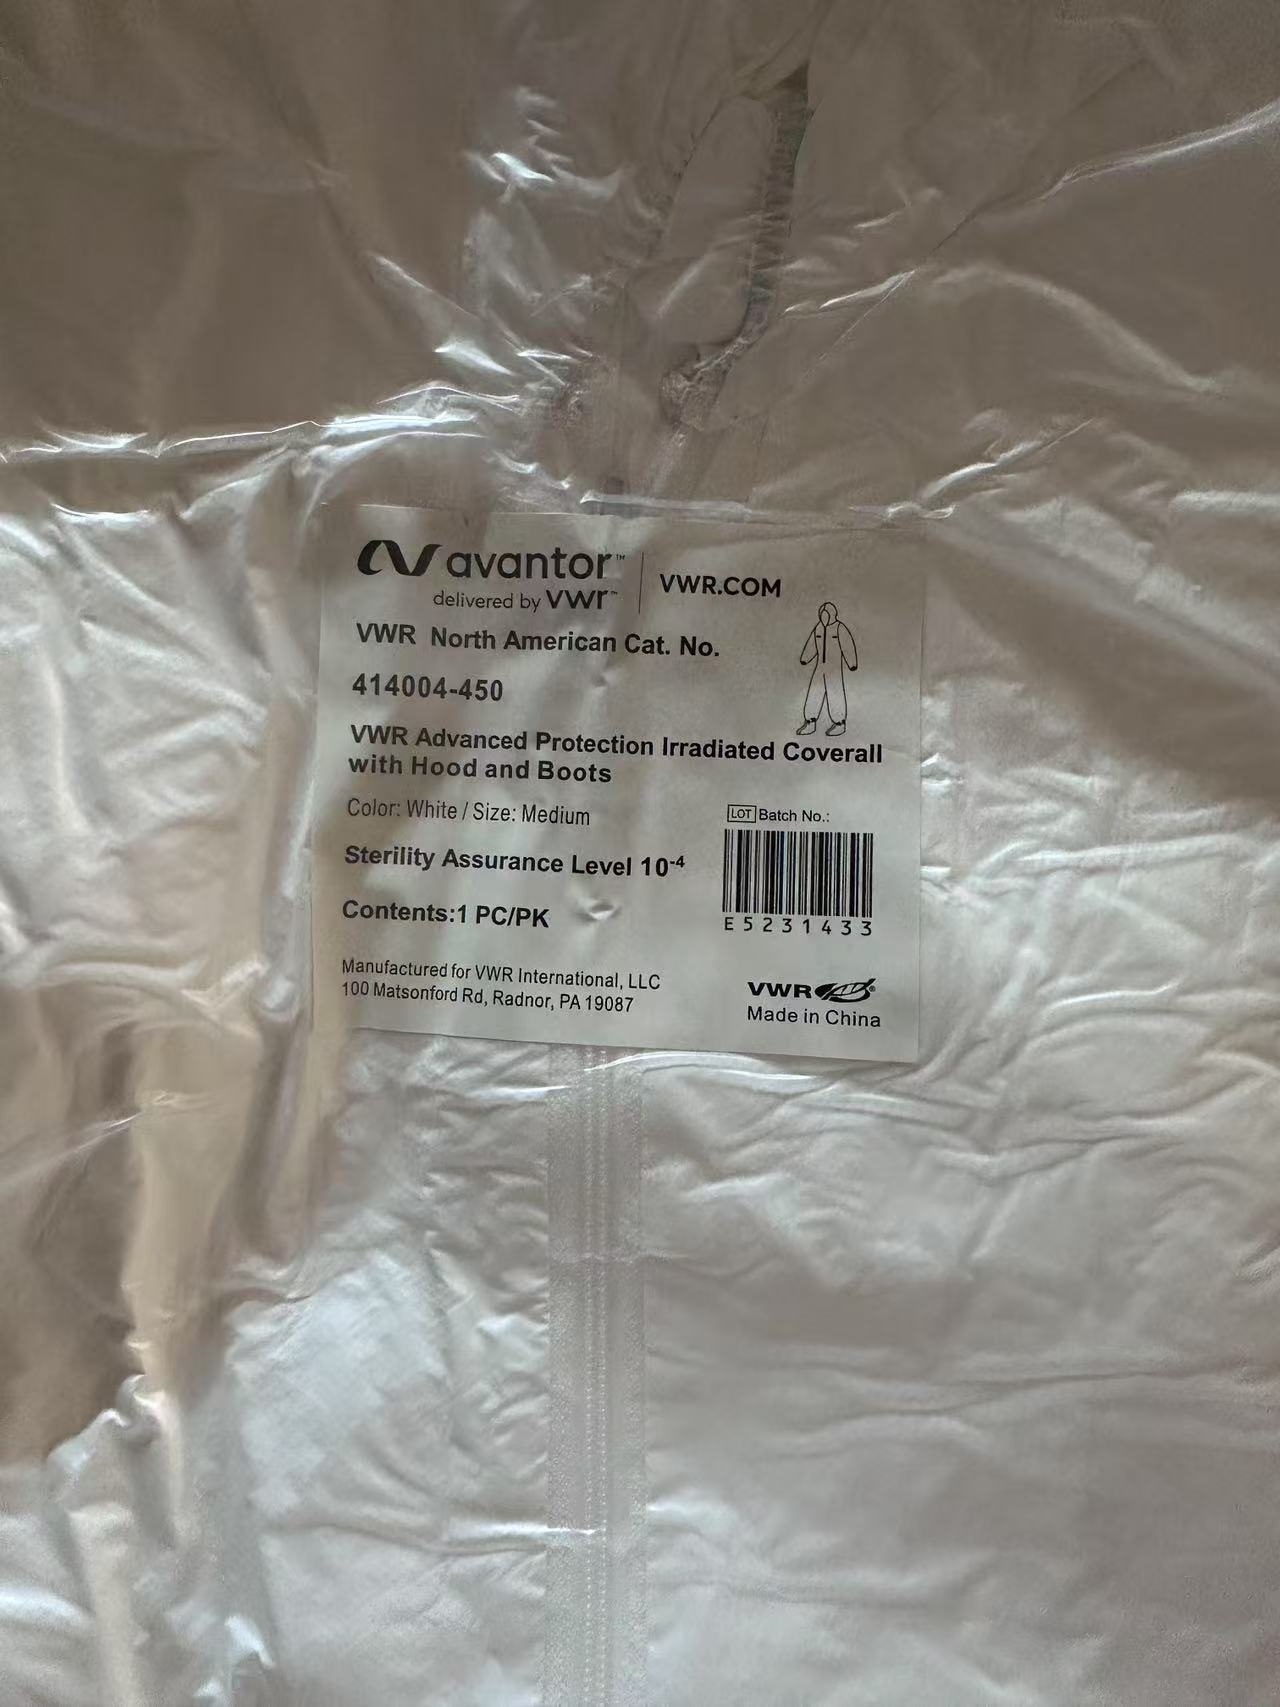 avantor™
delivered by vwr™
VWR.COM
VWR North American Cat. No.
414004-450
VWR Advanced Protection Irradiated Coverall
with Hood and Boots
Color: White / Size: Medium
LOT Batch No.:
Sterility Assurance Level 10⁻⁴
E5231433
Contents:1 PC/PK
Manufactured for VWR International, LLC
100 Matsonford Rd, Radnor, PA 19087
VWR®
Made in China